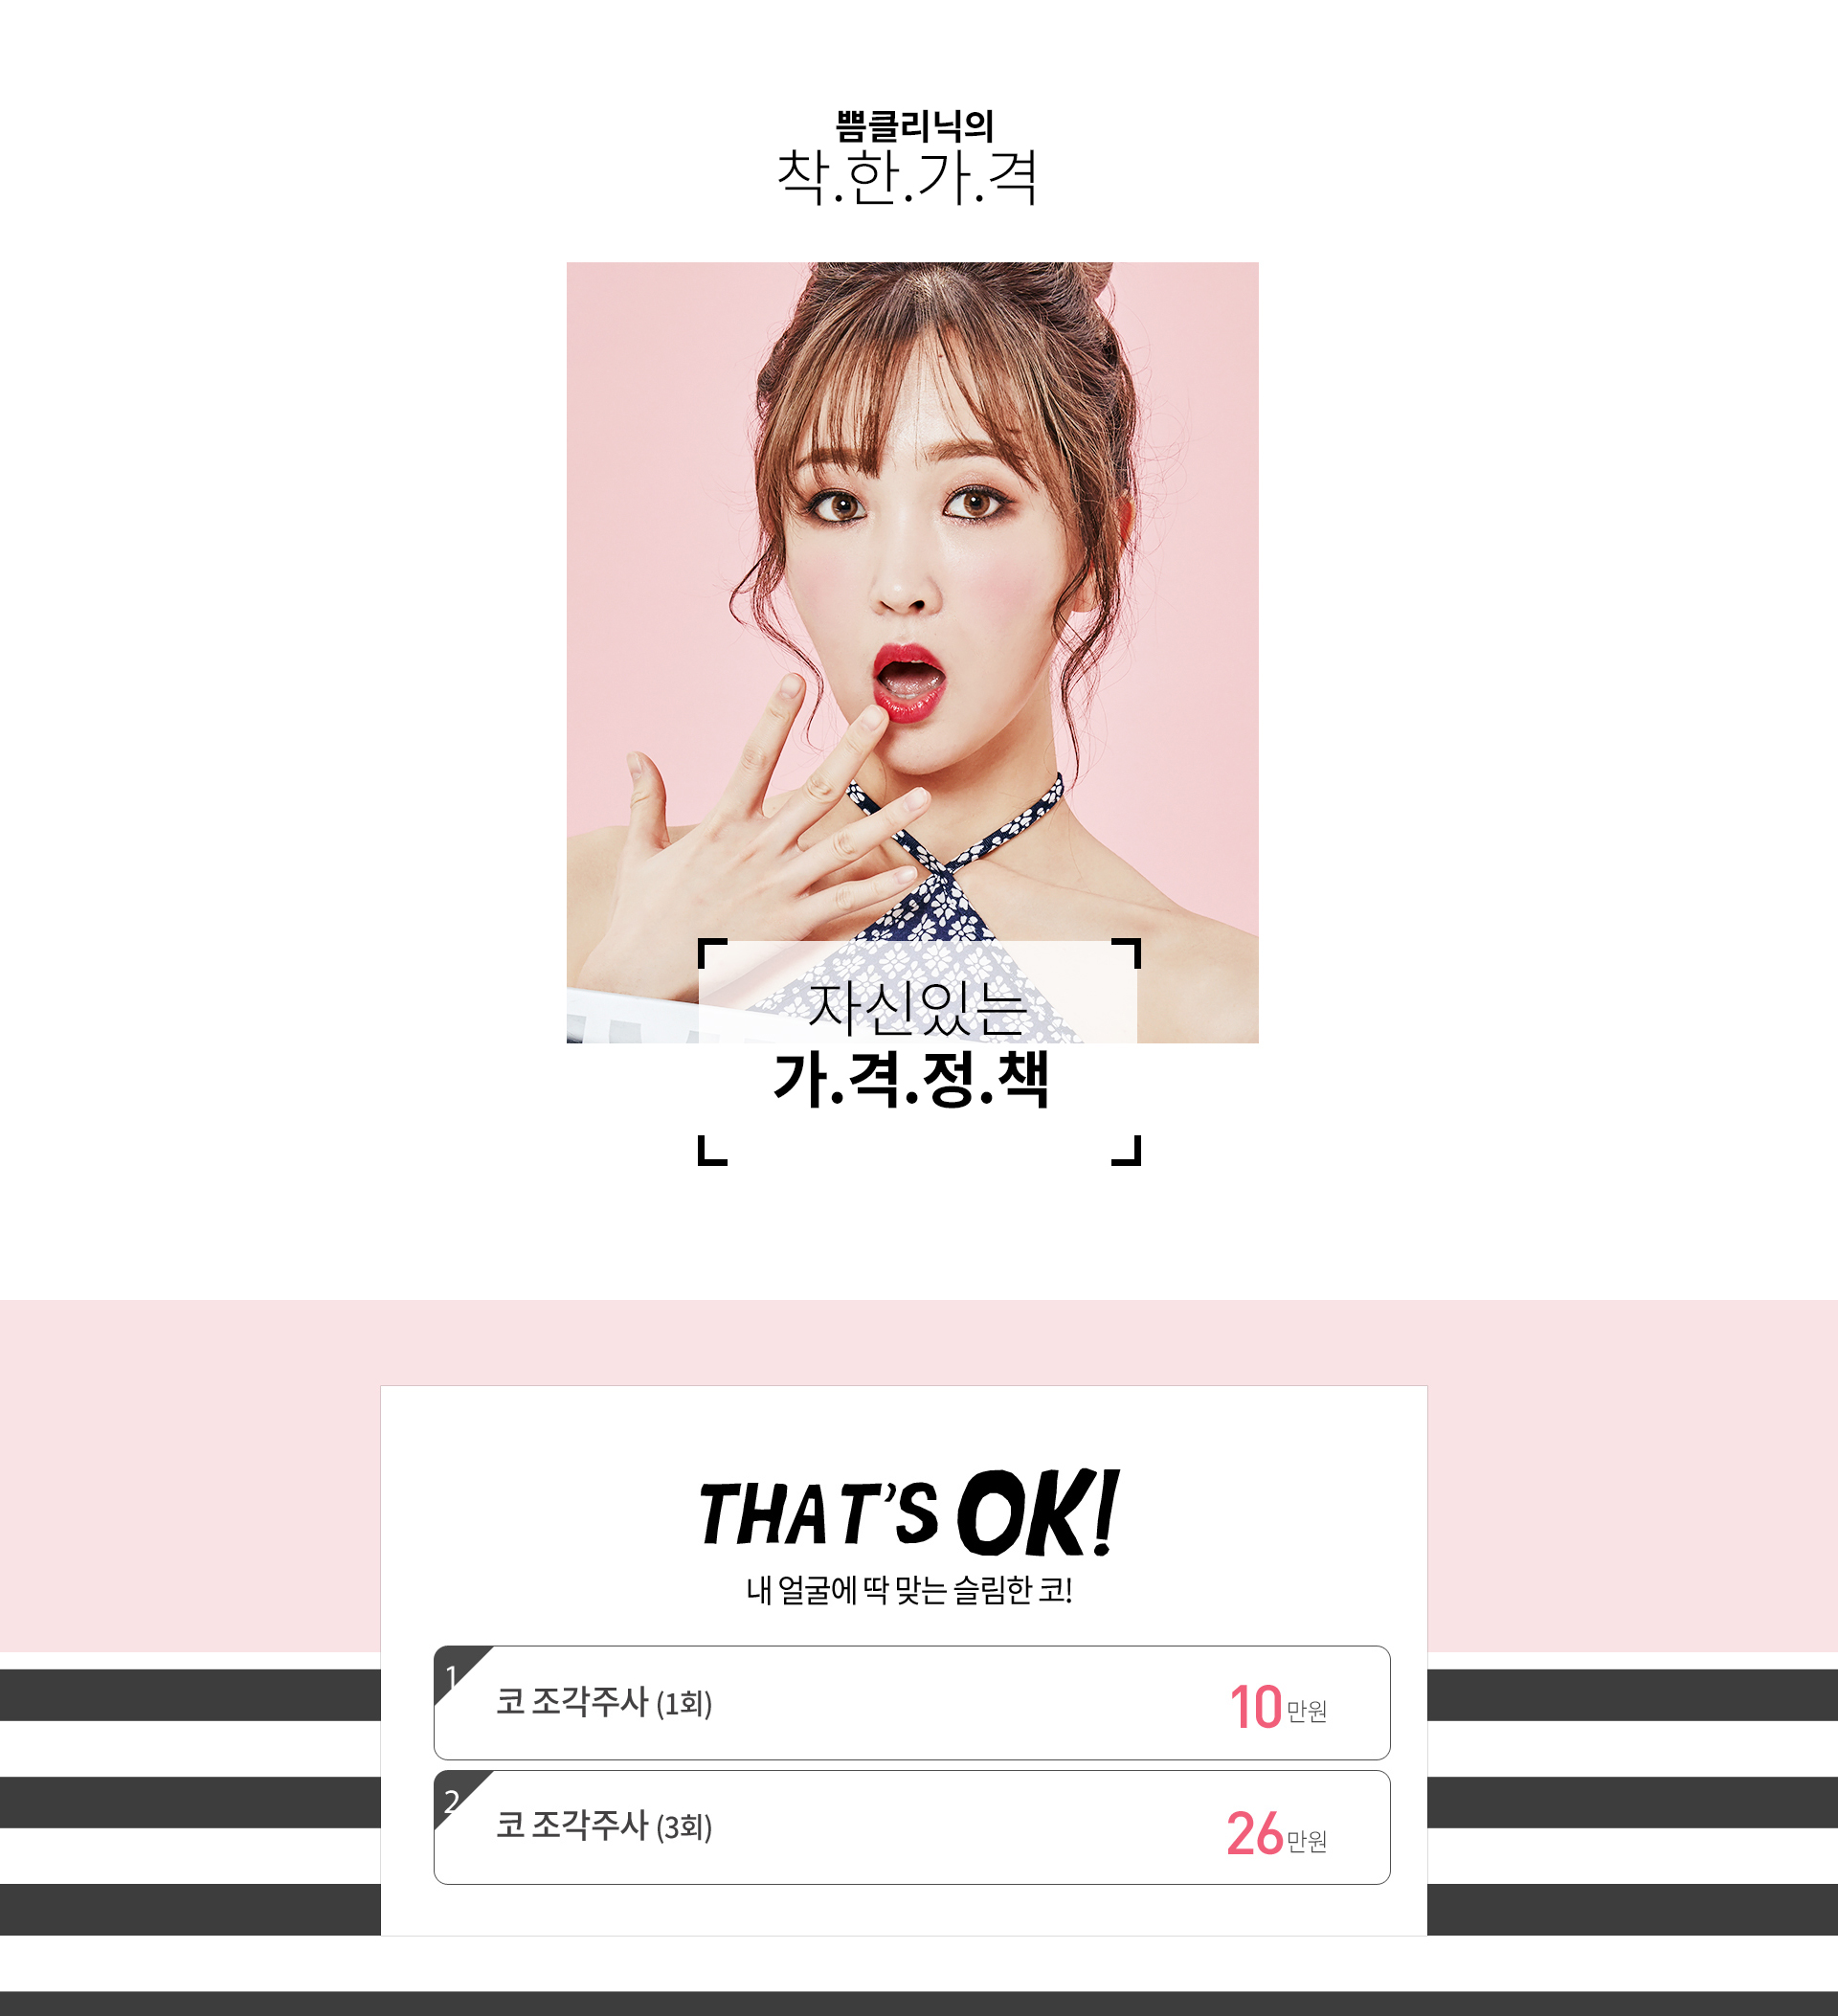 쁨클리닉의
착.한.가.격
자신있는
가.격.정.책
THAT'S OK!
내 얼굴에 딱 맞는 슬림한 코!
1
코 조각주사 (1회)
10만원
2
코 조각주사 (3회)
26만원